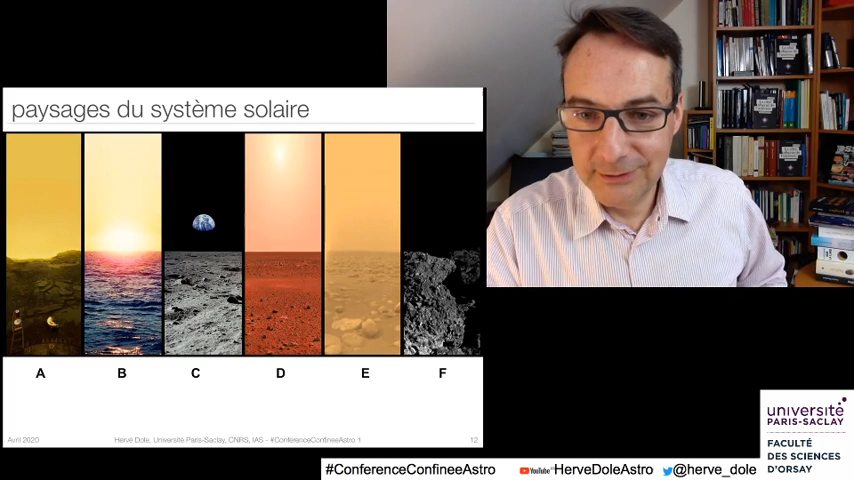 paysages du système solaire
A B C D E F
Avril 2020 Hervé Dole, Université Paris-Saclay, CNRS, IAS - #ConferenceConfineeAstro 1 12
#ConferenceConfineeAstro YouTube HerveDoleAstro @herve_dole
université
PARIS-SACLAY
FACULTÉ
DES SCIENCES
D'ORSAY